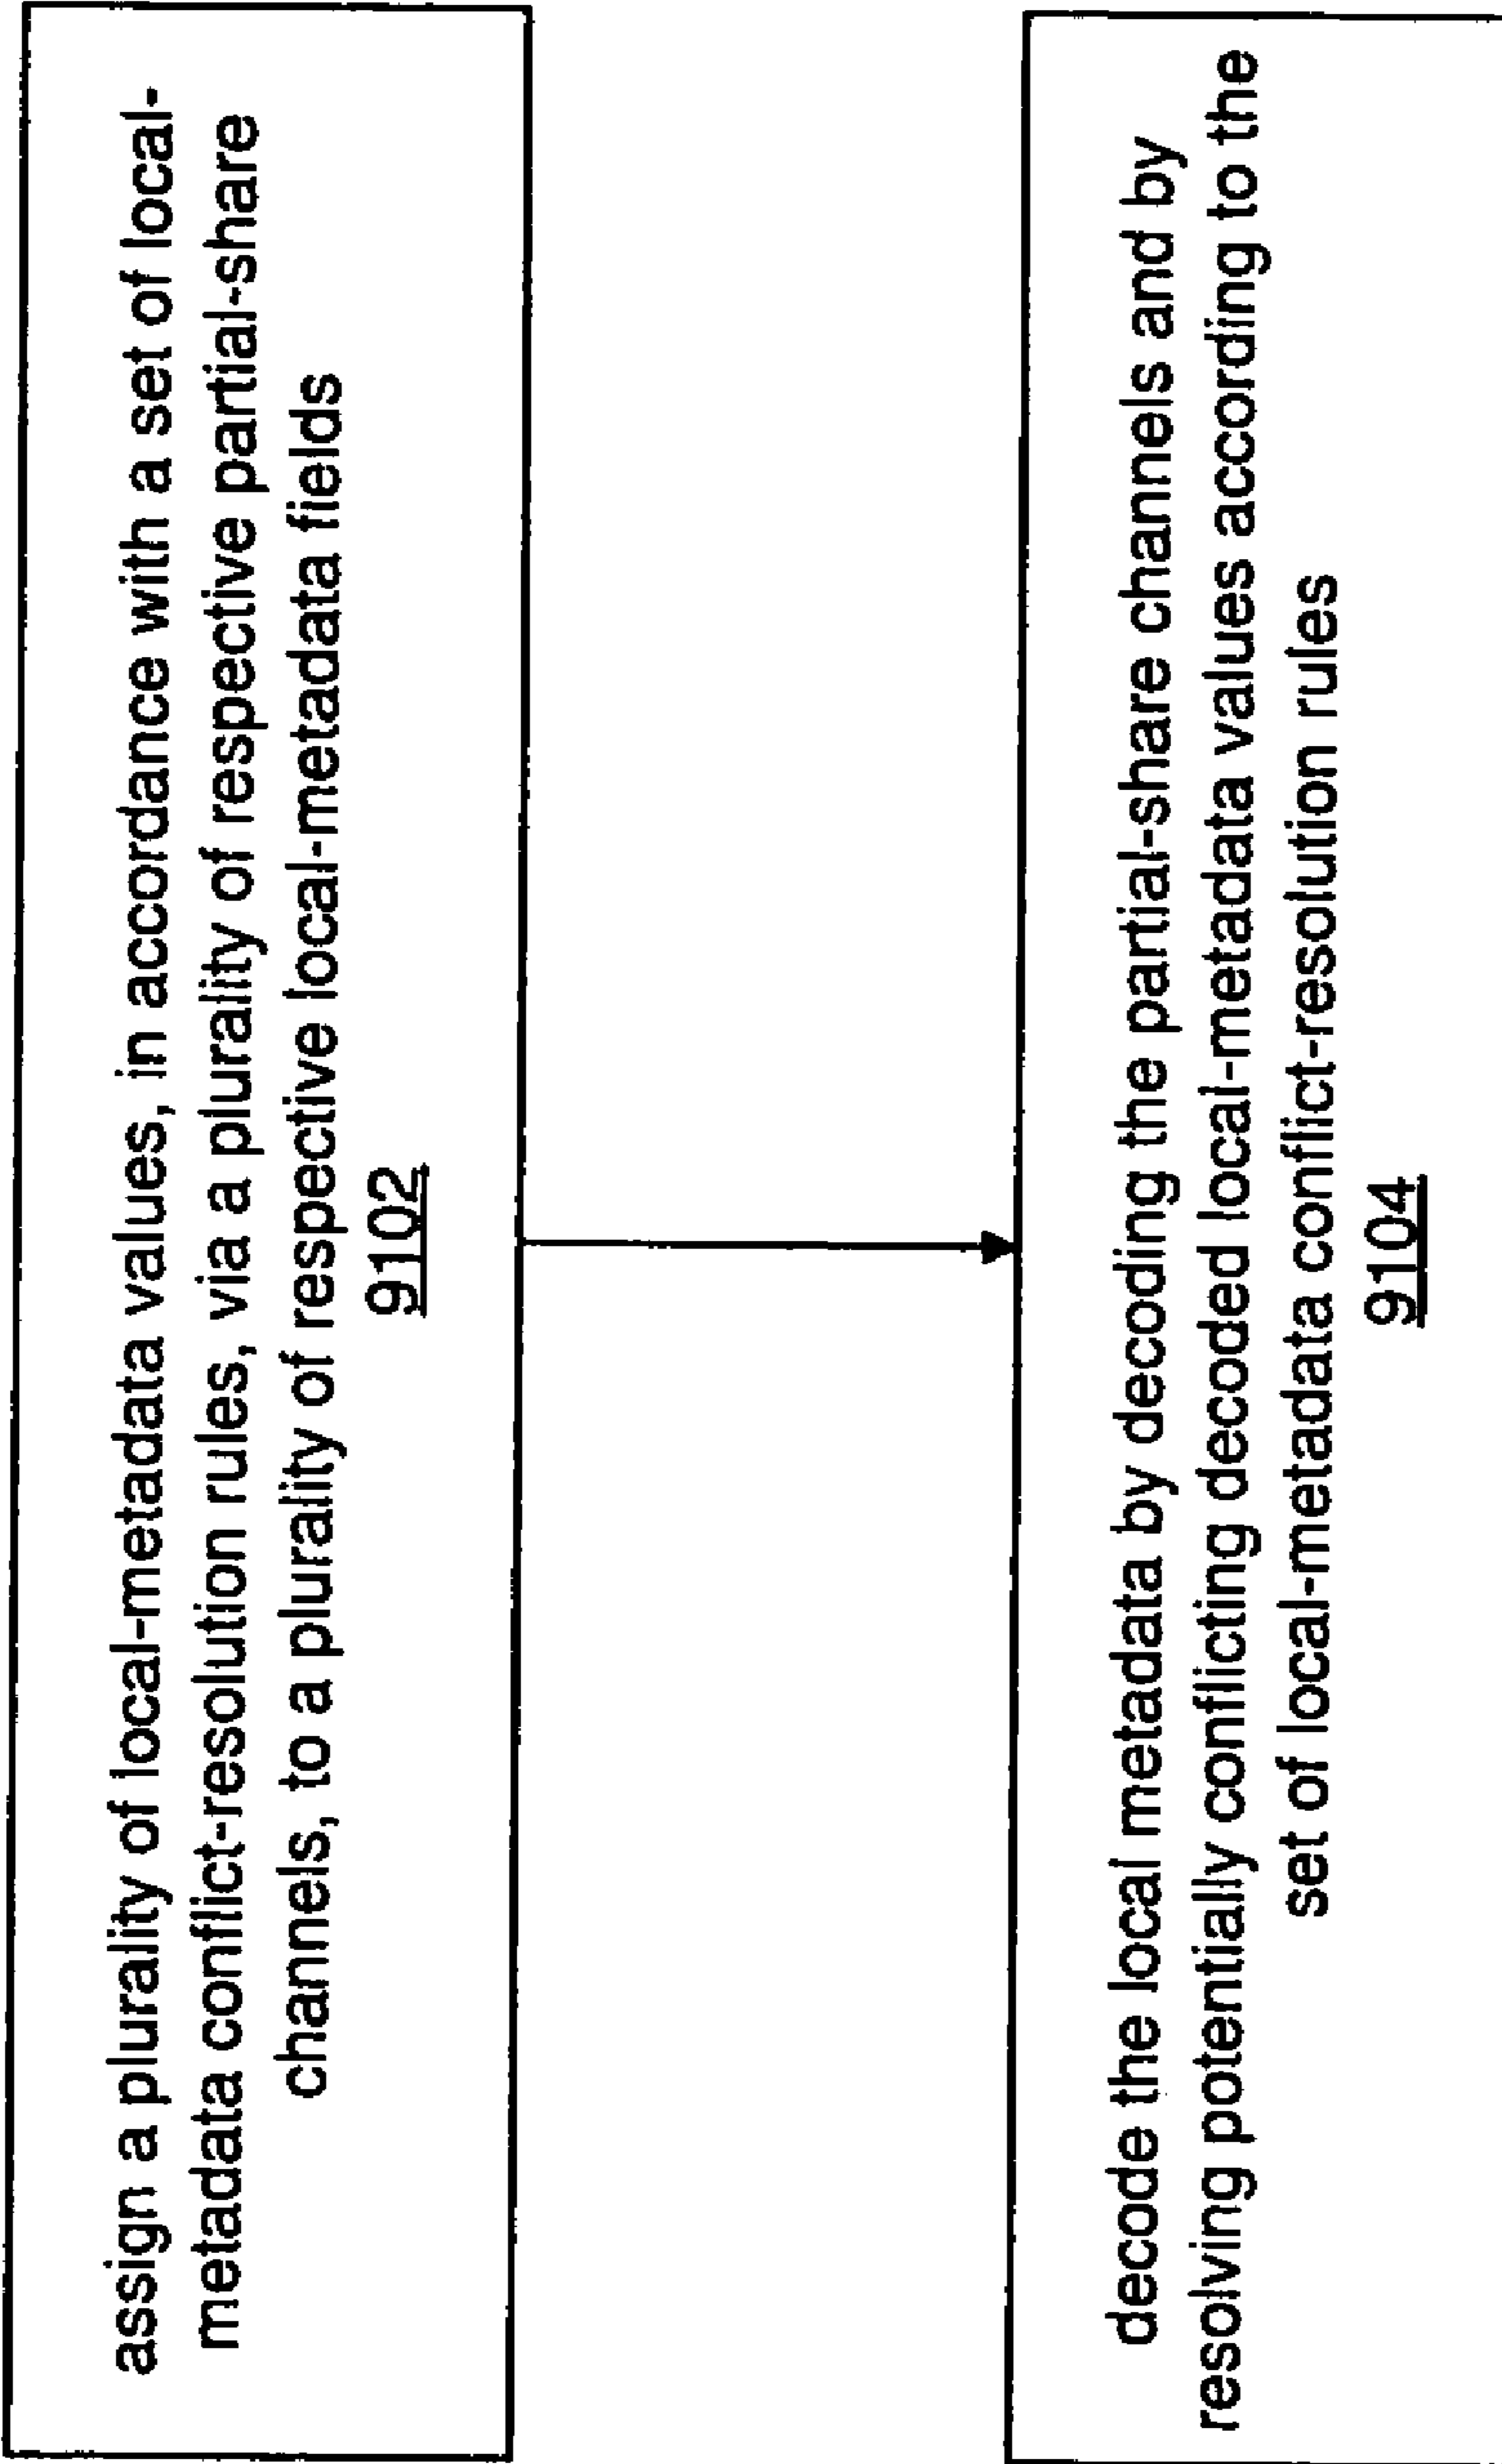 assign a plurality of local-metadata values, in accordance with a set of local-
metadata conflict-resolution rules, via a plurality of respective partial-share
channels, to a plurality of respective local-metadata fields
9102
decode the local metadata by decoding the partial-share channels and by
resolving potentially conflicting decoded local-metadata values according to the
set of local-metadata conflict-resolution rules
9104